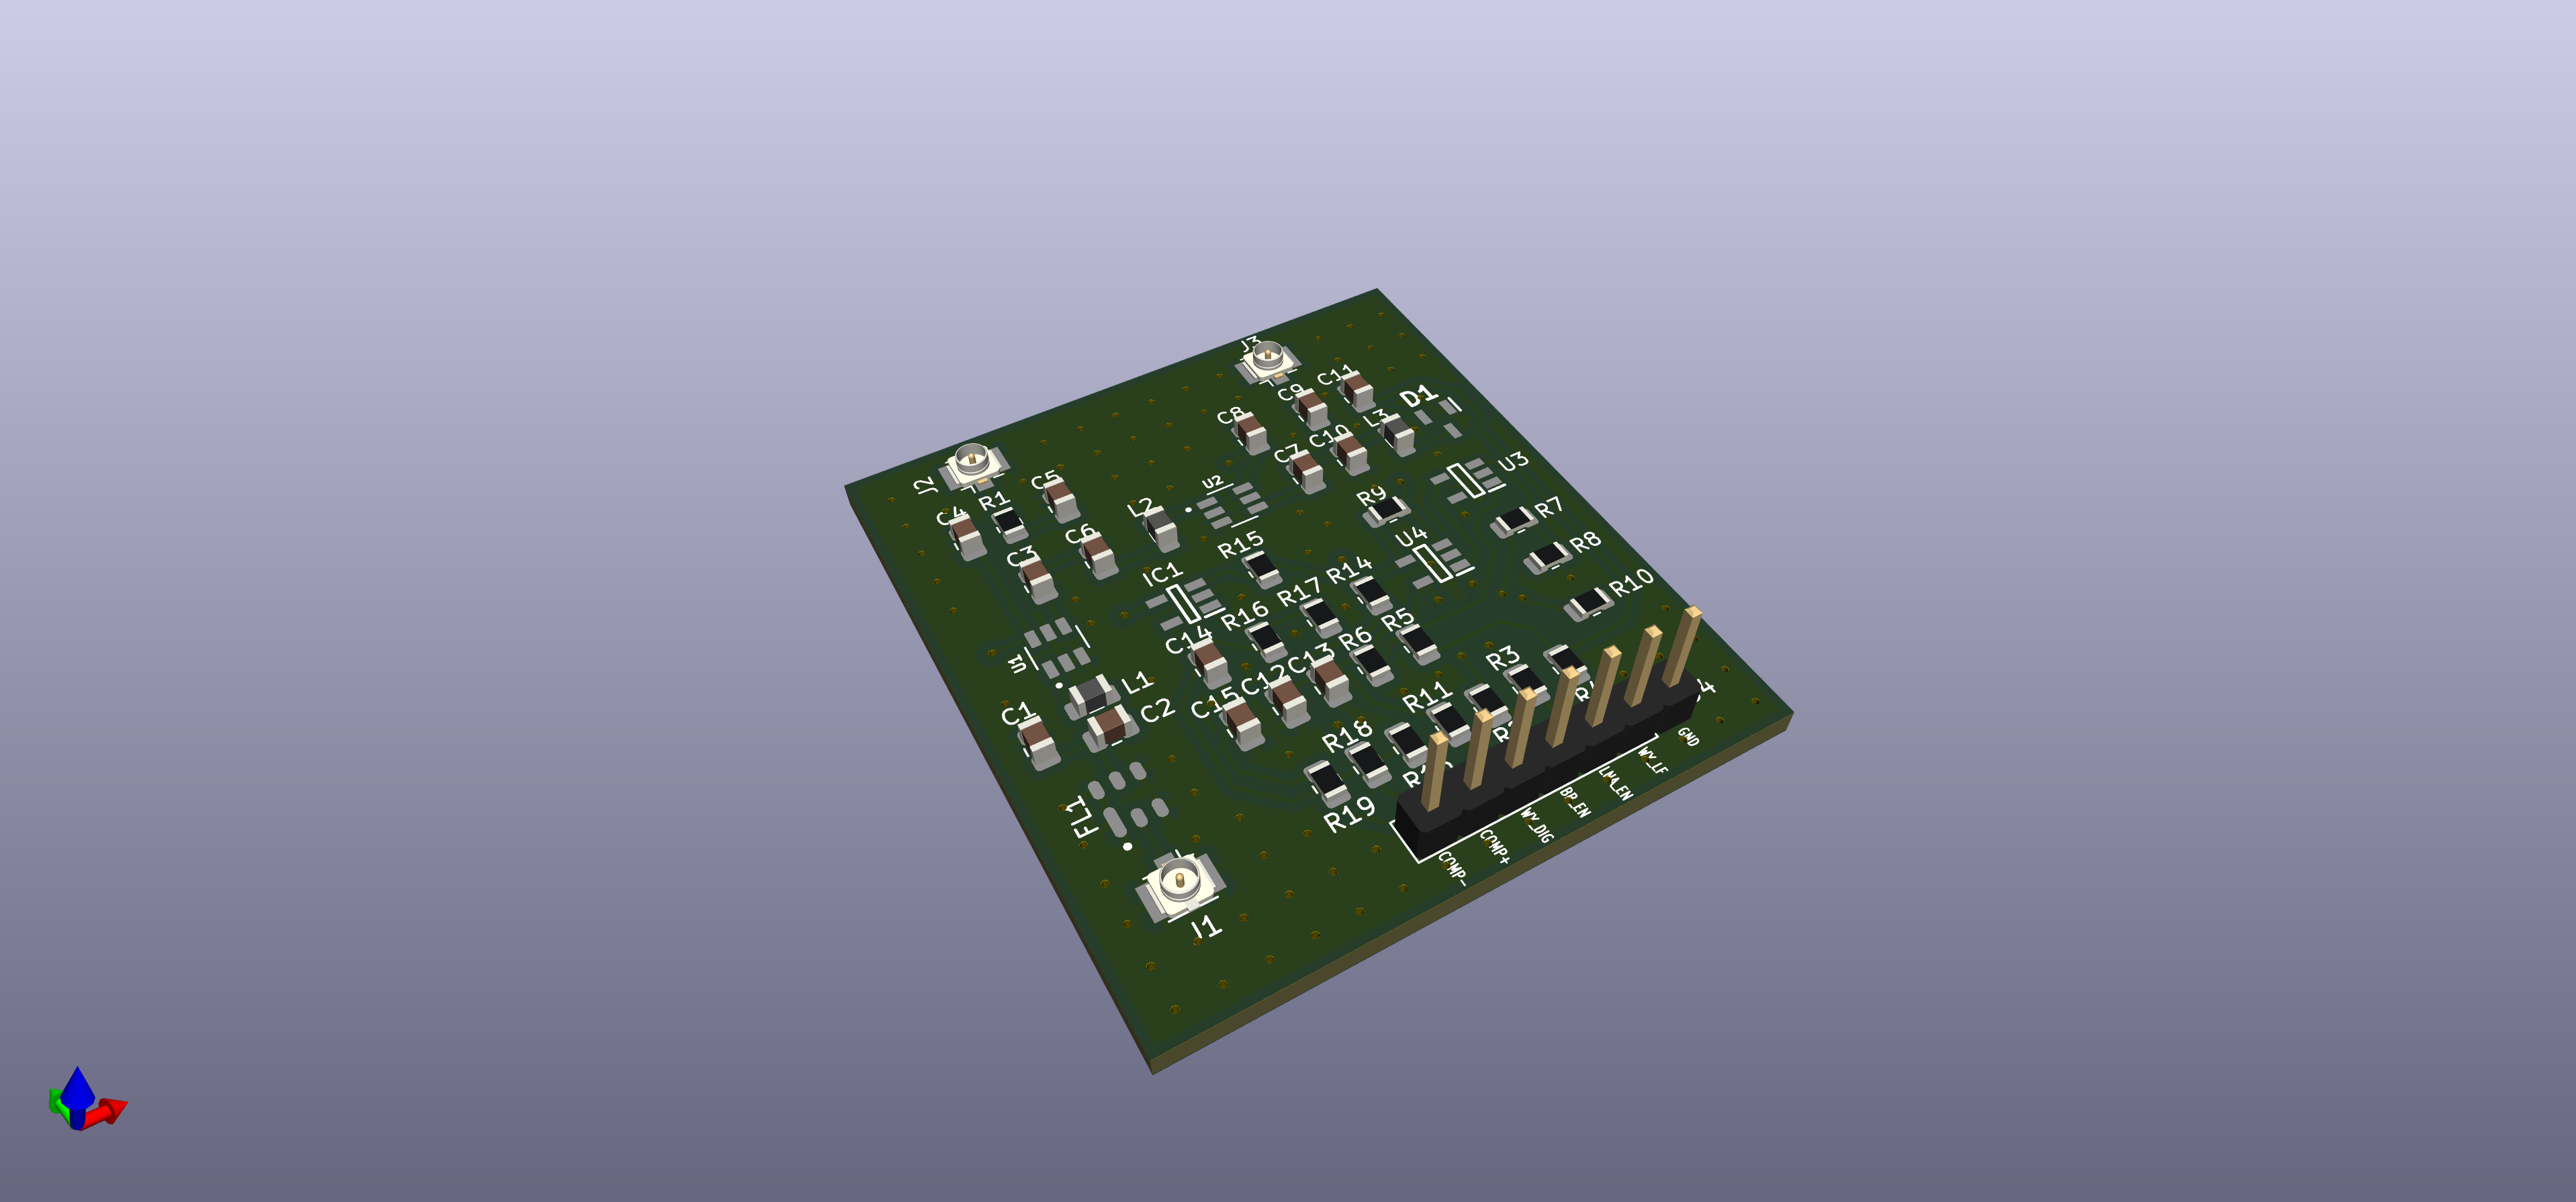 J3
C11
C9
D1
C8
L3
C10
C7
U3
J2
C5
R1
C4
U2
L2
R9
R7
C6
U4
R8
C3
R15
IC1
R14
R10
R17
R16
R5
C14
R6
U1
C13
R3
L1
C12
C2
C15
R11
C1
R18
R19
FL1
GND
WV_LF
LNA_EN
BP_EN
WV_DIG
COMP+
COMP-